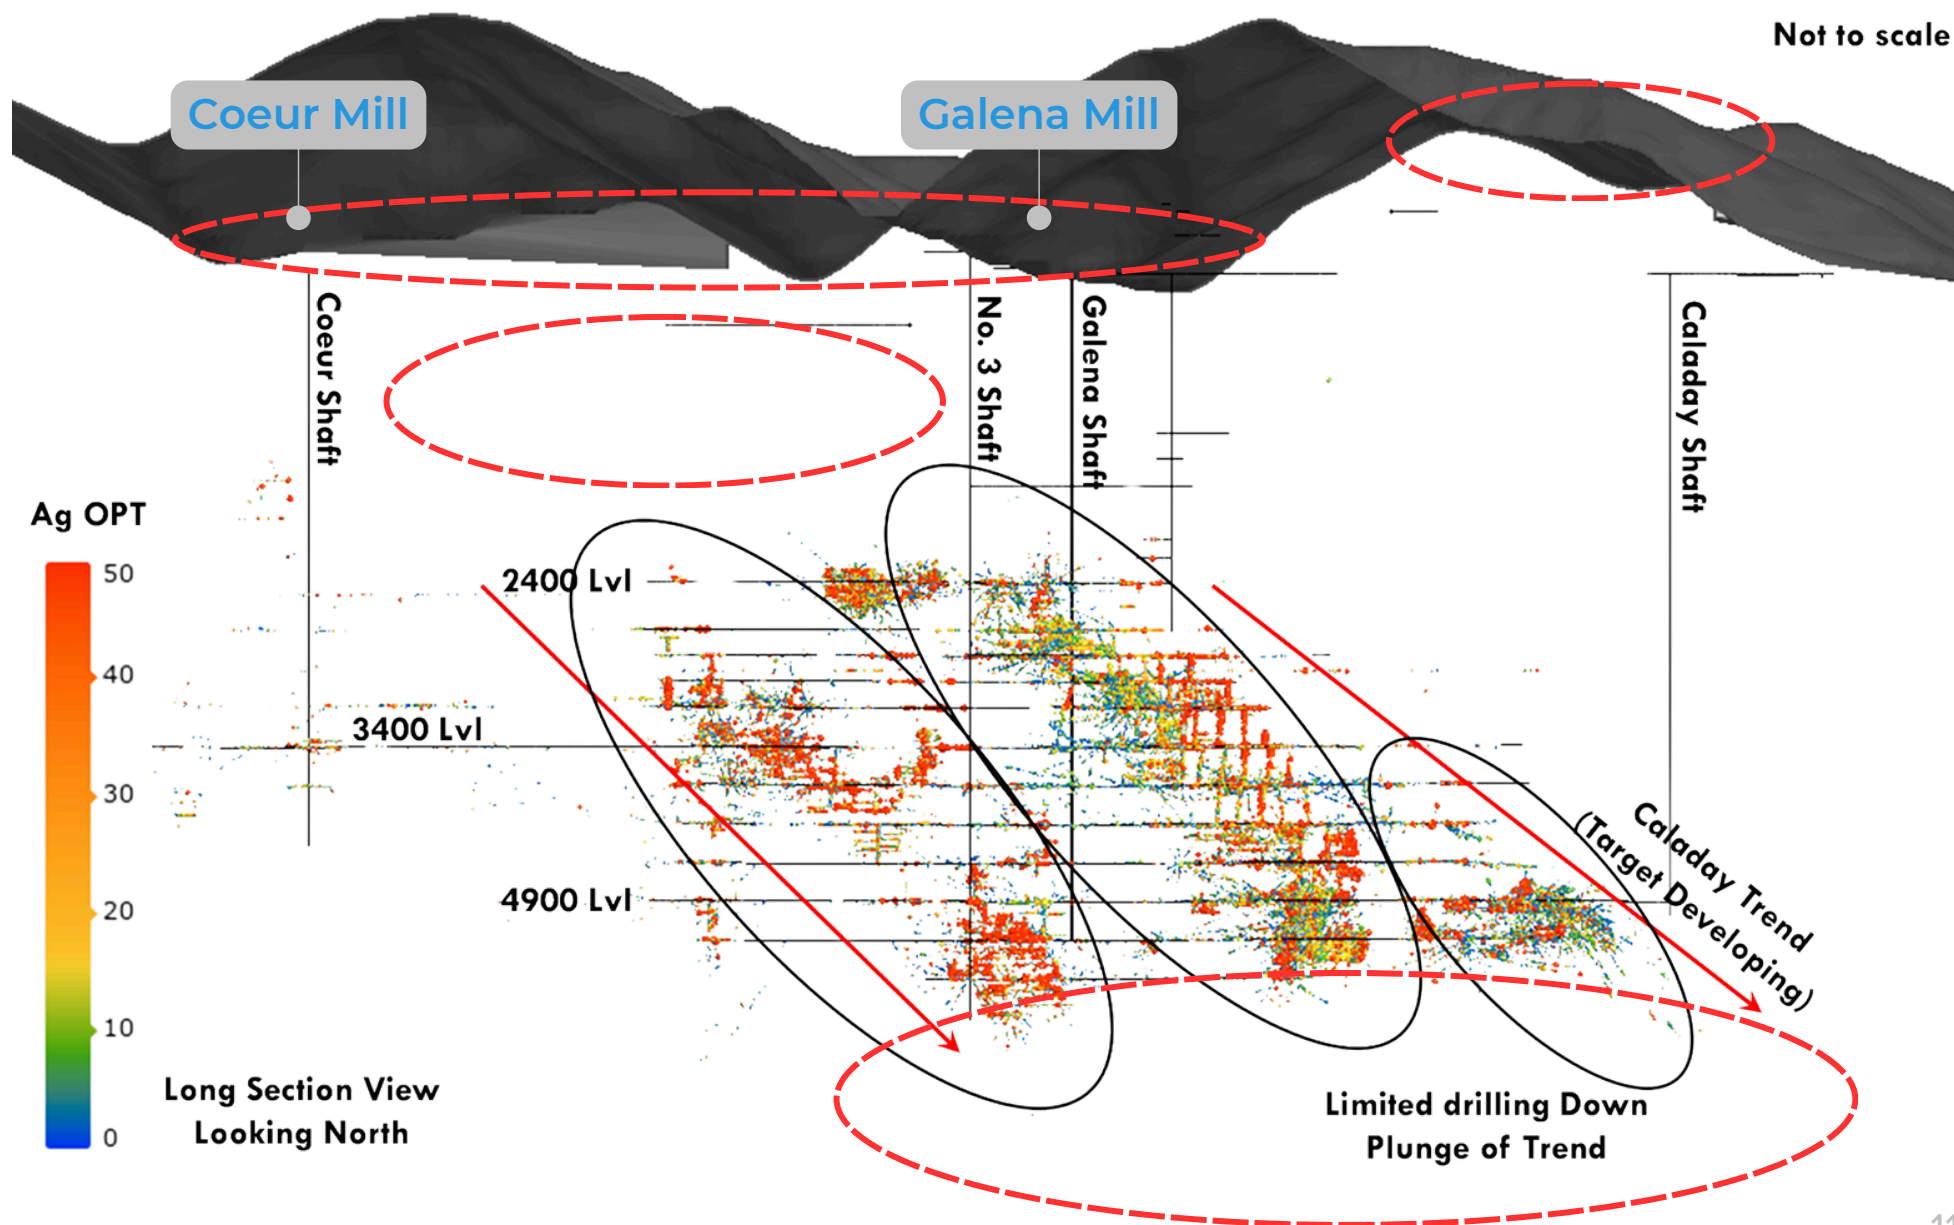 Not to scale
Coeur Mill
Galena Mill
Coeur Shaft
No. 3 Shaft
Galena Shaft
Caladay Shaft
Ag OPT
50
40
30
20
10
0
2400 Lvl
3400 Lvl
4900 Lvl
Caladay Trend
(Target Developing)
Long Section View
Looking North
Limited drilling Down
Plunge of Trend